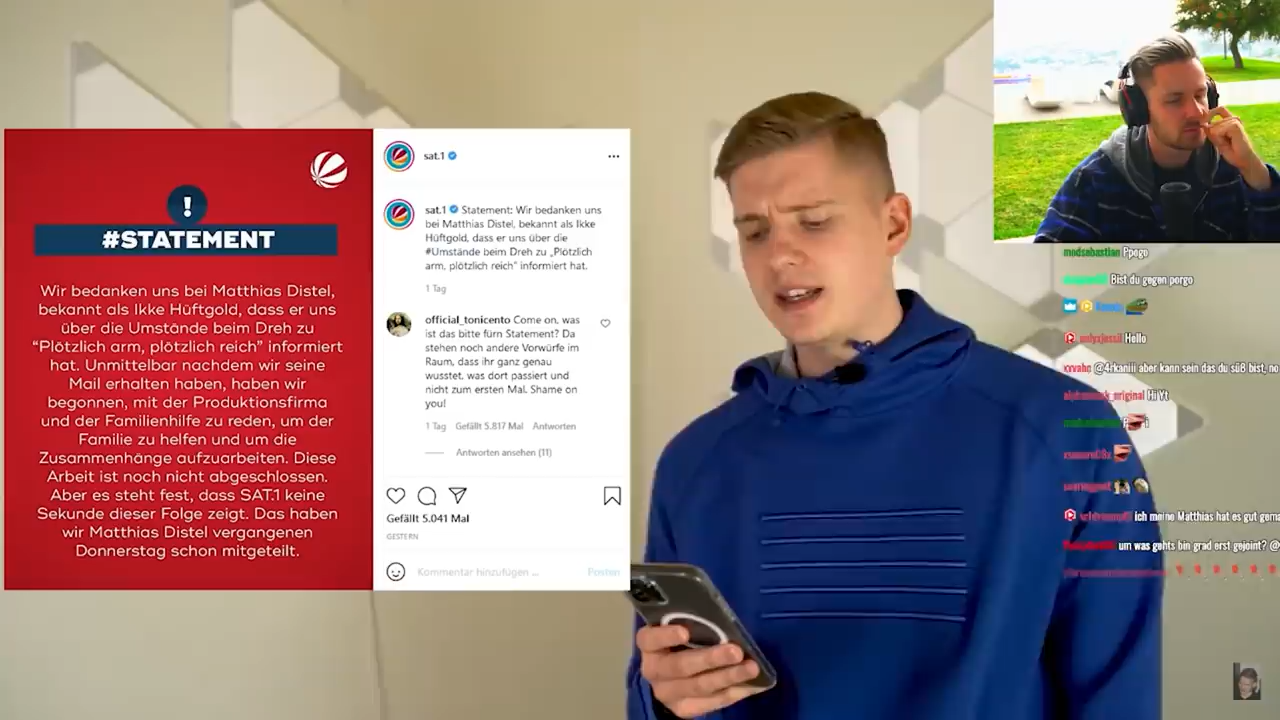 !
#STATEMENT
Wir bedanken uns bei Matthias Distel,
bekannt als Ikke Hüftgold, dass er uns
über die Umstände beim Dreh zu
“Plötzlich arm, plötzlich reich” informiert
hat. Unmittelbar nachdem wir seine
Mail erhalten haben, haben wir
begonnen, mit der Produktionsfirma
und der Familienhilfe zu reden, um der
Familie zu helfen und um die
Zusammenhänge aufzuarbeiten. Diese
Arbeit ist noch nicht abgeschlossen.
Aber es steht fest, dass SAT.1 keine
Sekunde dieser Folge zeigt. Das haben
wir Matthias Distel vergangenen
Donnerstag schon mitgeteilt.
sat.1
sat.1 Statement: Wir bedanken uns
bei Matthias Distel, bekannt als Ikke
Hüftgold, dass er uns über die
#Umstände beim Dreh zu „Plötzlich
arm, plötzlich reich“ informiert hat.
1 Tag
official_tonicento Come on, was
ist das bitte fürn Statement? Da
stehen noch andere Vorwürfe im
Raum, dass ihr ganz genau
wusstet, was dort passiert und
nicht zum ersten Mal. Shame on
you!
1 Tag Gefällt 5.817 Mal Antworten
Antworten ansehen (11)
Gefällt 5.041 Mal
GESTERN
Kommentar hinzufügen ...
Posten
modsebastian Ppogo
Bist du gegen porgo
Hello
@4rkaniii aber kann sein das du süß bist, no
Hi Yt
ich meine Matthias hat es gut gema
um was gehts bin grad erst gejoint? @